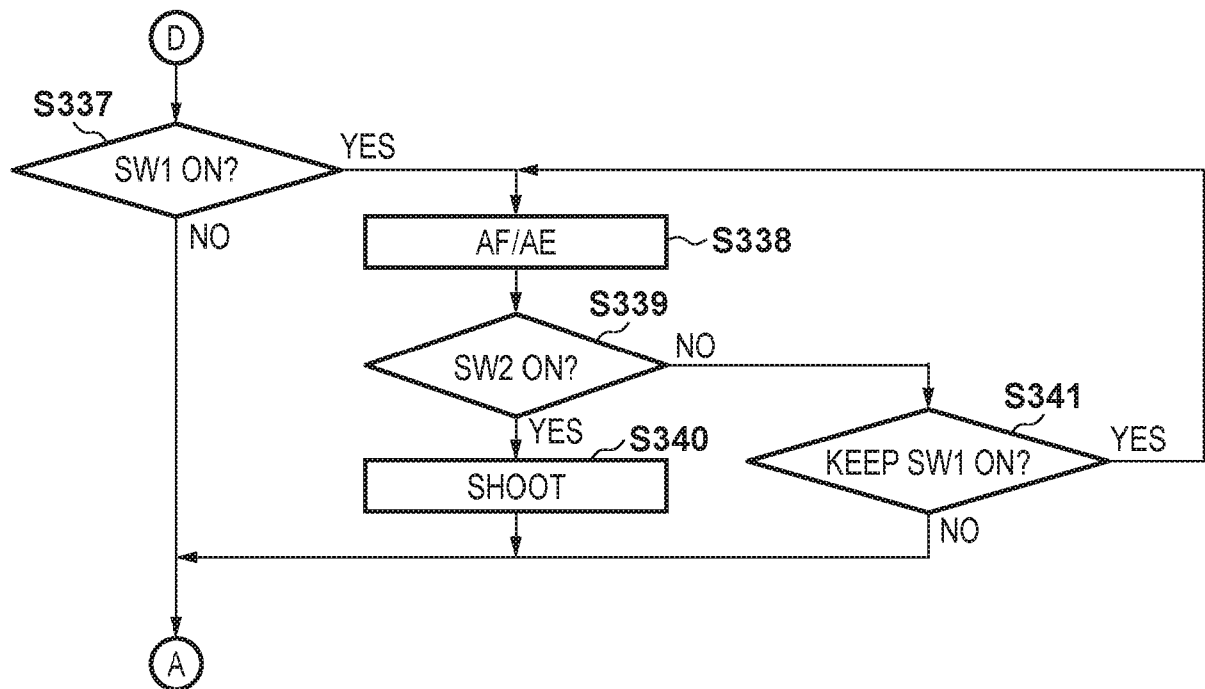 D
S337
SW1 ON?
YES
NO
AF/AE
S338
S339
SW2 ON?
NO
YES
S341
KEEP SW1 ON?
YES
S340
SHOOT
NO
A